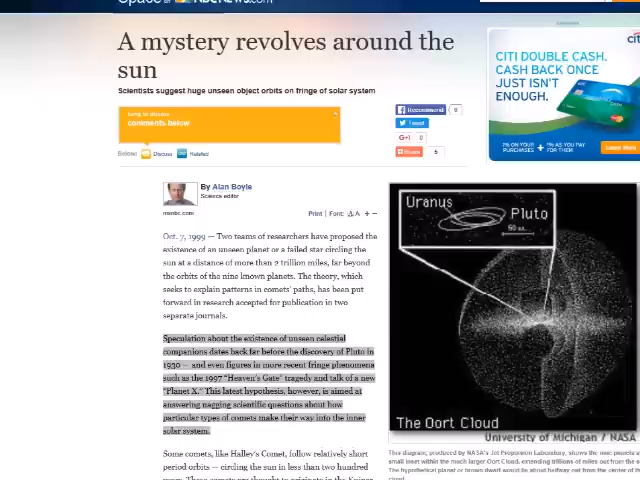 Space on NBCNews.com
A mystery revolves around the
sun
Scientists suggest huge unseen object orbits on fringe of solar system
comments below
Below: Discuss Related
Recommend 0
Tweet
G+ 0
Share 5
citi
CITI DOUBLE CASH.
CASH BACK ONCE
JUST ISN'T
ENOUGH.
1% ON YOUR PURCHASES + 1% AS YOU PAY FOR THEM
Learn More
By Alan Boyle
Science editor
msnbc.com
Print | Font: A A + −
Oct. 7, 1999 — Two teams of researchers have proposed the
existence of an unseen planet or a failed star circling the
sun at a distance of more than 2 trillion miles, far beyond
the orbits of the nine known planets. The theory, which
seeks to explain patterns in comets' paths, has been put
forward in research accepted for publication in two
separate journals.
Speculation about the existence of unseen celestial
companions dates back far before the discovery of Pluto in
1930 — and even figures in more recent fringe phenomena
such as the 1997 "Heaven's Gate" tragedy and talk of a new
"Planet X." This latest hypothesis, however, is aimed at
answering nagging scientific questions about how
particular types of comets make their way into the inner
solar system.
Some comets, like Halley's Comet, follow relatively short
period orbits — circling the sun in less than two hundred
Uranus
Pluto
50 au
The Oort Cloud
University of Michigan / NASA
This diagram, produced by NASA's Jet Propulsion Laboratory, shows the nine planets a
small inset within the much larger Oort Cloud, extending trillions of miles out from the s
The hypothetical planet or brown dwarf would be about halfway out from the center of th
cloud.